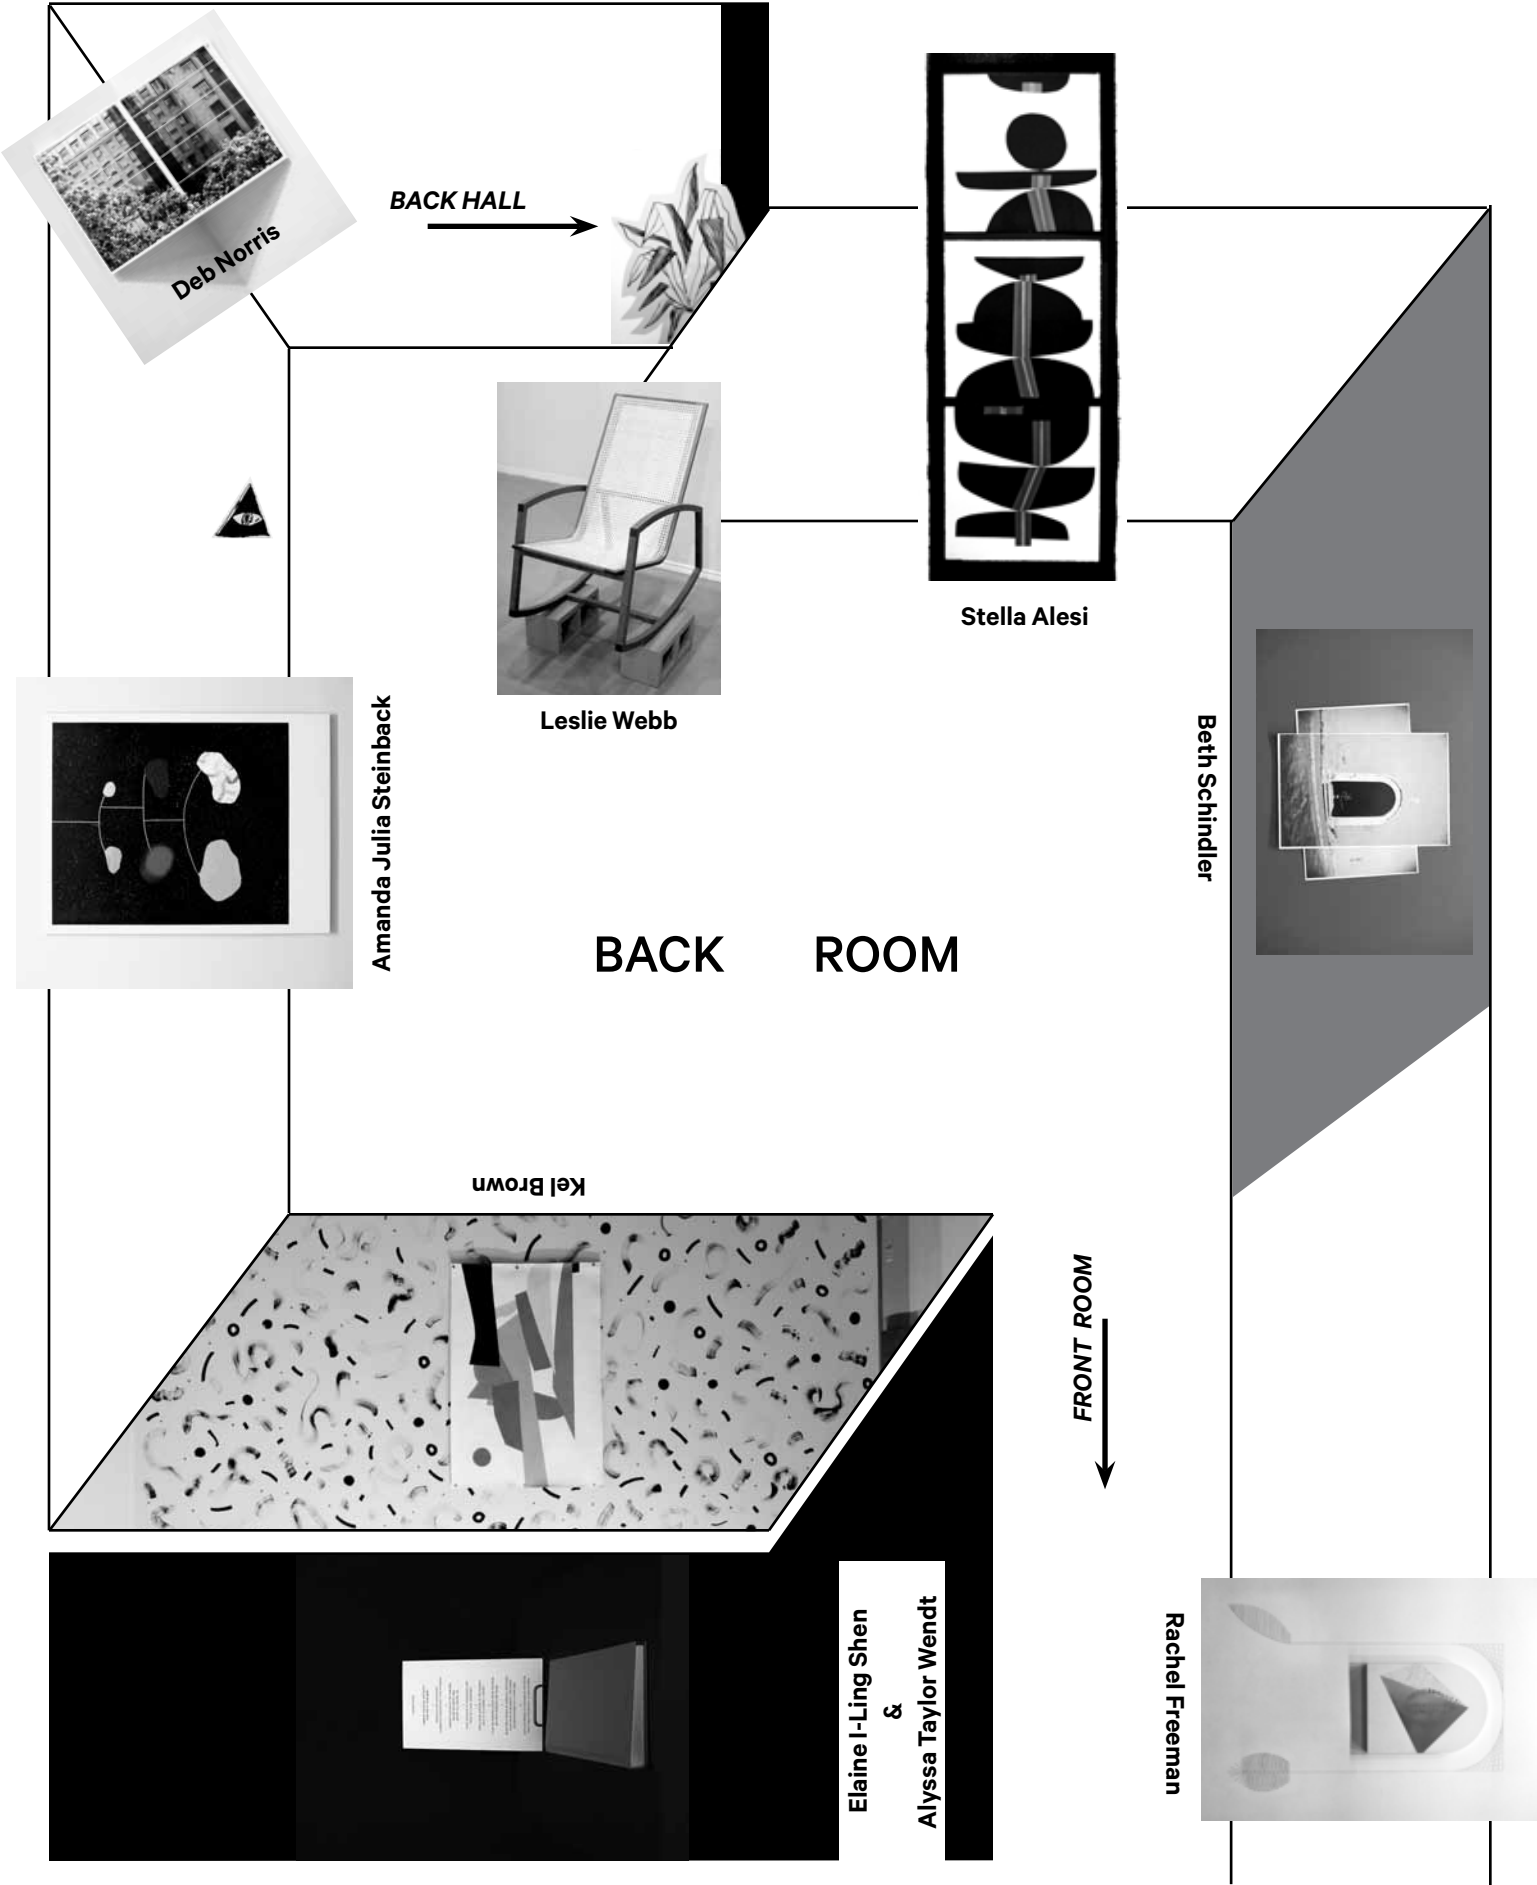 BACK HALL
Deb Norris
Stella Alesi
Leslie Webb
Amanda Julia Steinback
Beth Schindler
BACK ROOM
Kel Brown
FRONT ROOM
Elaine I-Ling Shen
&
Alyssa Taylor Wendt
Rachel Freeman